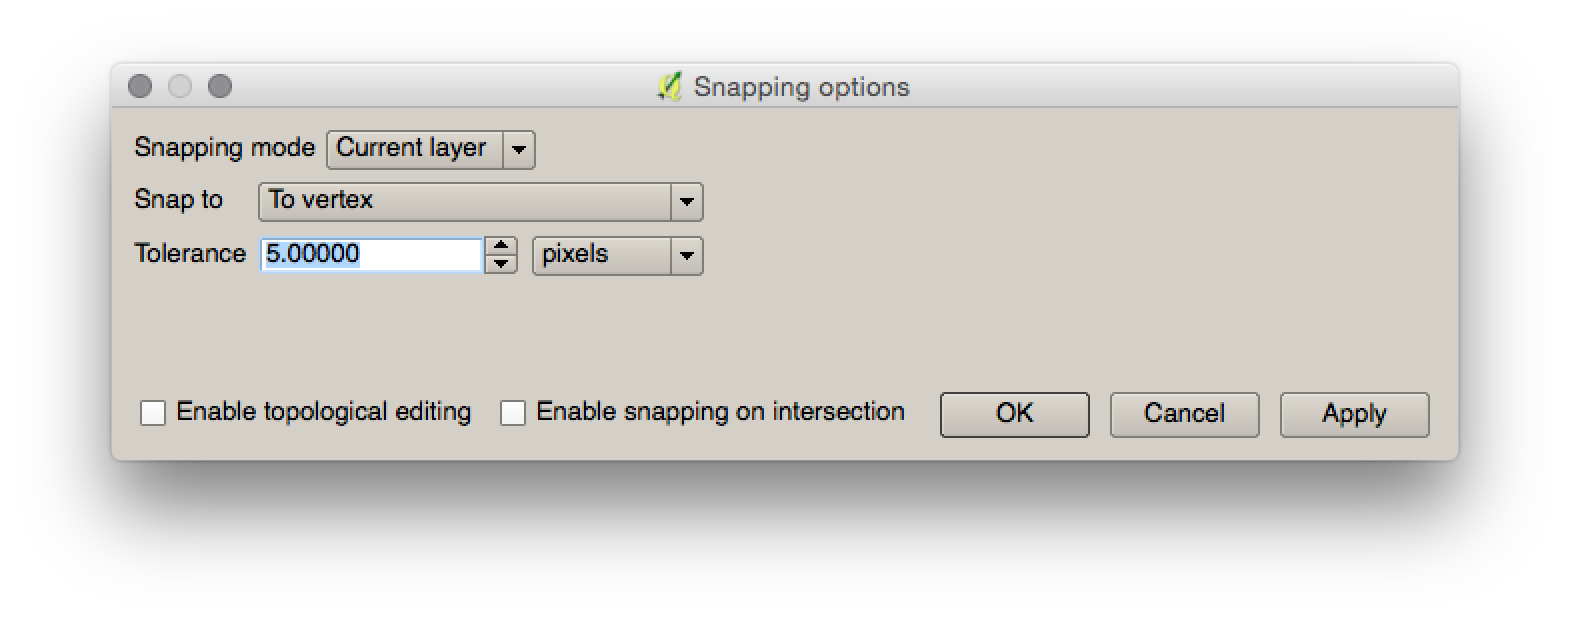 Snapping options
Snapping mode Current layer
Snap to To vertex
Tolerance 5.00000 pixels
Enable topological editing Enable snapping on intersection OK Cancel Apply